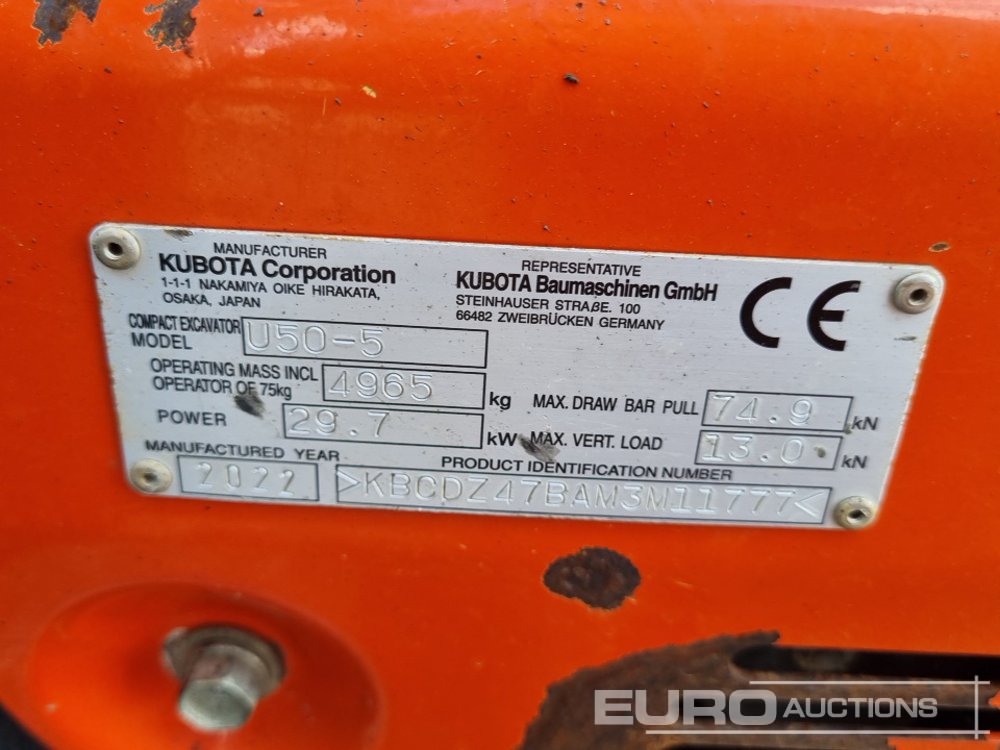 MANUFACTURER
KUBOTA Corporation
1-1-1 NAKAMIYA OIKE HIRAKATA,
OSAKA, JAPAN
REPRESENTATIVE
KUBOTA Baumaschinen GmbH
STEINHAUSER STRAßE. 100
66482 ZWEIBRÜCKEN GERMANY
CE
COMPACT EXCAVATOR
MODEL U50-5
OPERATING MASS INCL
OPERATOR OF 75kg 4965 kg
MAX. DRAW BAR PULL 74.9 kN
POWER 29.7 kW
MAX. VERT. LOAD 13.0 kN
MANUFACTURED YEAR
2022
PRODUCT IDENTIFICATION NUMBER
>KBCDZ47BAM3M11777<
EURO AUCTIONS